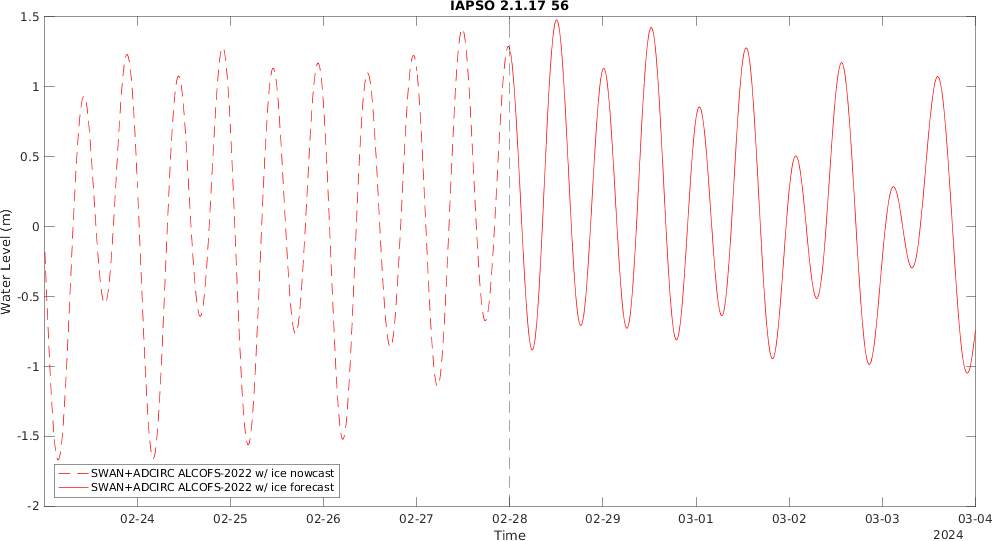 IAPSO 2.1.17 56
1.5
1
0.5
0
-0.5
-1
-1.5
-2
Water Level (m)
SWAN+ADCIRC ALCOFS-2022 w/ ice nowcast
SWAN+ADCIRC ALCOFS-2022 w/ ice forecast
02-24 02-25 02-26 02-27 02-28 02-29 03-01 03-02 03-03 03-04
Time
2024